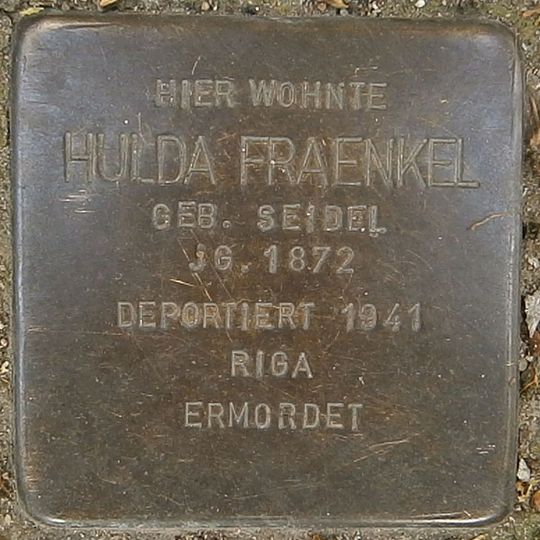 HIER WOHNTE
HULDA FRAENKEL
GEB. SEIDEL
JG. 1872
DEPORTIERT 1941
RIGA
ERMORDET